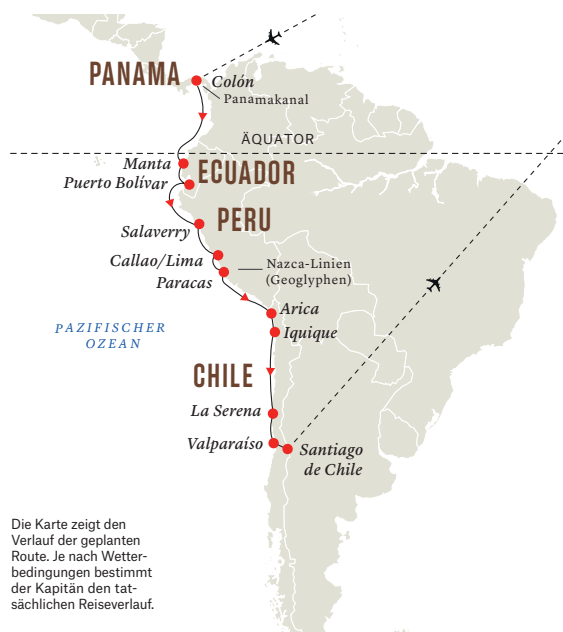 PANAMA
Colón
Panamakanal
ÄQUATOR
Manta
ECUADOR
Puerto Bolívar
PERU
Salaverry
Callao/Lima
Nazca-Linien
(Geoglyphen)
Paracas
Arica
PAZIFISCHER
OZEAN
Iquique
CHILE
La Serena
Valparaíso
Santiago
de Chile
Die Karte zeigt den
Verlauf der geplanten
Route. Je nach Wetter-
bedingungen bestimmt
der Kapitän den tat-
sächlichen Reiseverlauf.